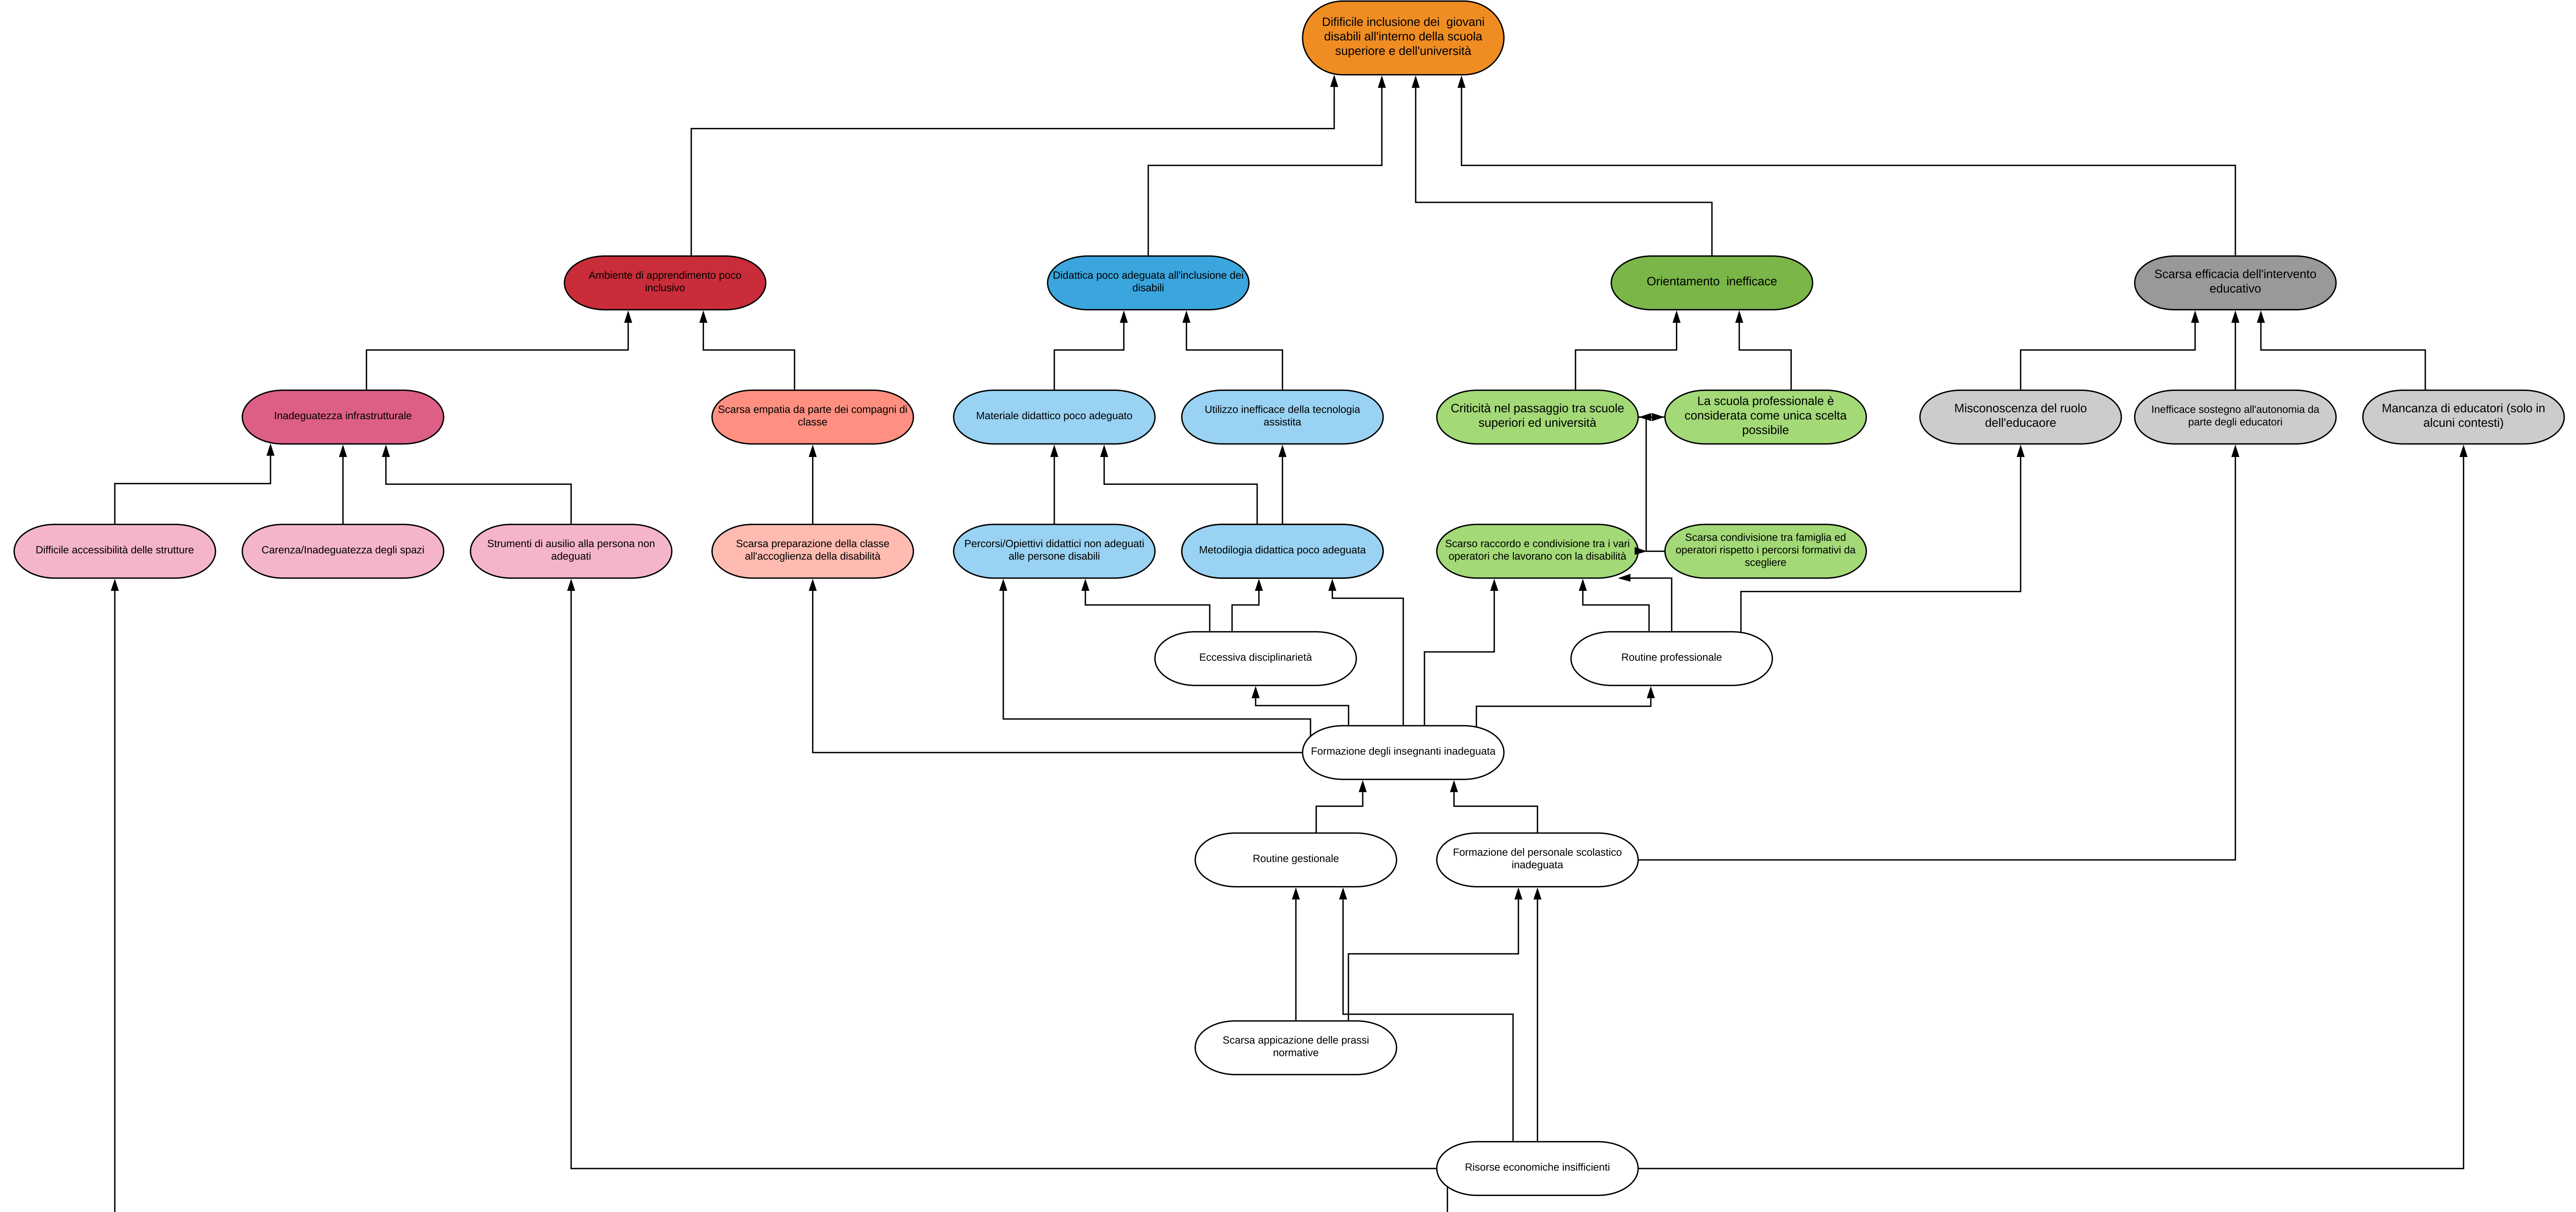 Dififcile inclusione dei  giovani
disabili all'interno della scuola
superiore e dell'università
Ambiente di apprendimento poco
inclusivo
Didattica poco adeguata all'inclusione dei
disabili
Orientamento  inefficace
Scarsa efficacia dell'intervento
educativo
Inadeguatezza infrastrutturale
Scarsa empatia da parte dei compagni di
classe
Materiale didattico poco adeguato
Utilizzo inefficace della tecnologia
assistita
Criticità nel passaggio tra scuole
superiori ed università
La scuola professionale è
considerata come unica scelta
possibile
Misconoscenza del ruolo
dell'educaore
Inefficace sostegno all'autonomia da
parte degli educatori
Mancanza di educatori (solo in
alcuni contesti)
Difficile accessibilità delle strutture
Carenza/Inadeguatezza degli spazi
Strumenti di ausilio alla persona non
adeguati
Scarsa preparazione della classe
all'accoglienza della disabilità
Percorsi/Opiettivi didattici non adeguati
alle persone disabili
Metodilogia didattica poco adeguata
Scarso raccordo e condivisione tra i vari
operatori che lavorano con la disabilità
Scarsa condivisione tra famiglia ed
operatori rispetto i percorsi formativi da
scegliere
Eccessiva disciplinarietà
Routine professionale
Formazione degli insegnanti inadeguata
Routine gestionale
Formazione del personale scolastico
inadeguata
Scarsa appicazione delle prassi
normative
Risorse economiche insifficienti